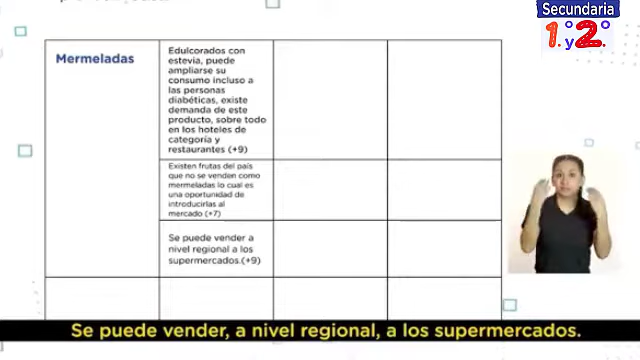 Secundaria
1.° y 2.°
Mermeladas
Edulcorados con
estevia, puede
ampliarse su
consumo incluso a
las personas
diabéticas, existe
demanda de este
producto, sobre todo
en los hoteles de
categoría y
restaurantes (+9)
Existen frutas del país
que no se venden como
mermeladas lo cual es
una oportunidad de
introducirlas al
mercado (+7)
Se puede vender a
nivel regional a los
supermercados.(+9)
Se puede vender, a nivel regional, a los supermercados.